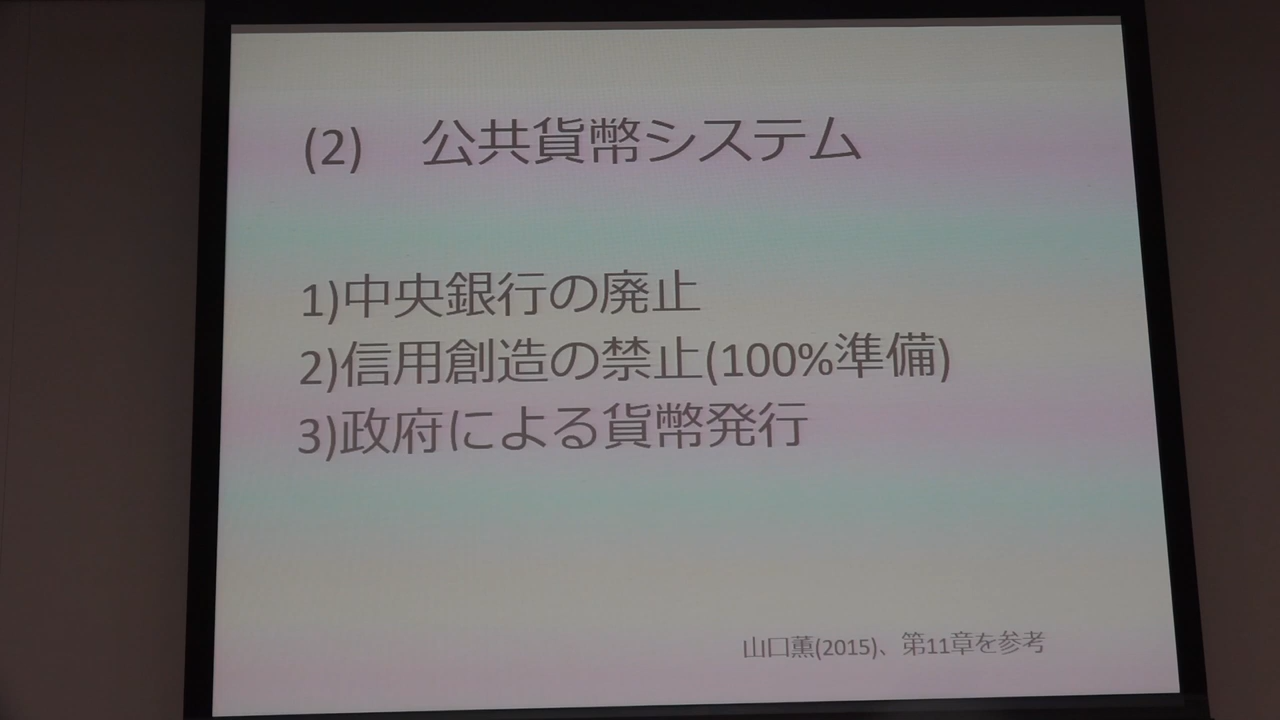 (2)　公共貨幣システム
1)中央銀行の廃止
2)信用創造の禁止(100%準備)
3)政府による貨幣発行
山口薫(2015)、第11章を参考